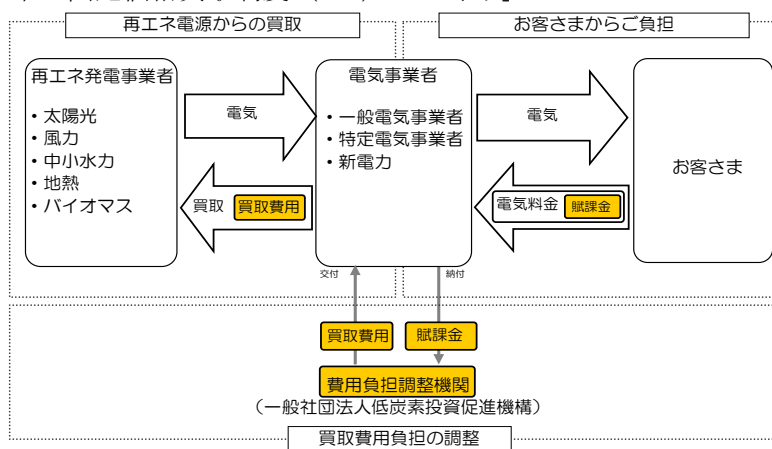 再エネ電源からの買取
お客さまからご負担
再エネ発電事業者
・太陽光
・風力
・中小水力
・地熱
・バイオマス
電気
買取
買取費用
電気事業者
・一般電気事業者
・特定電気事業者
・新電力
電気
電気料金
賦課金
お客さま
交付
納付
買取費用
賦課金
費用負担調整機関
（一般社団法人低炭素投資促進機構）
買取費用負担の調整